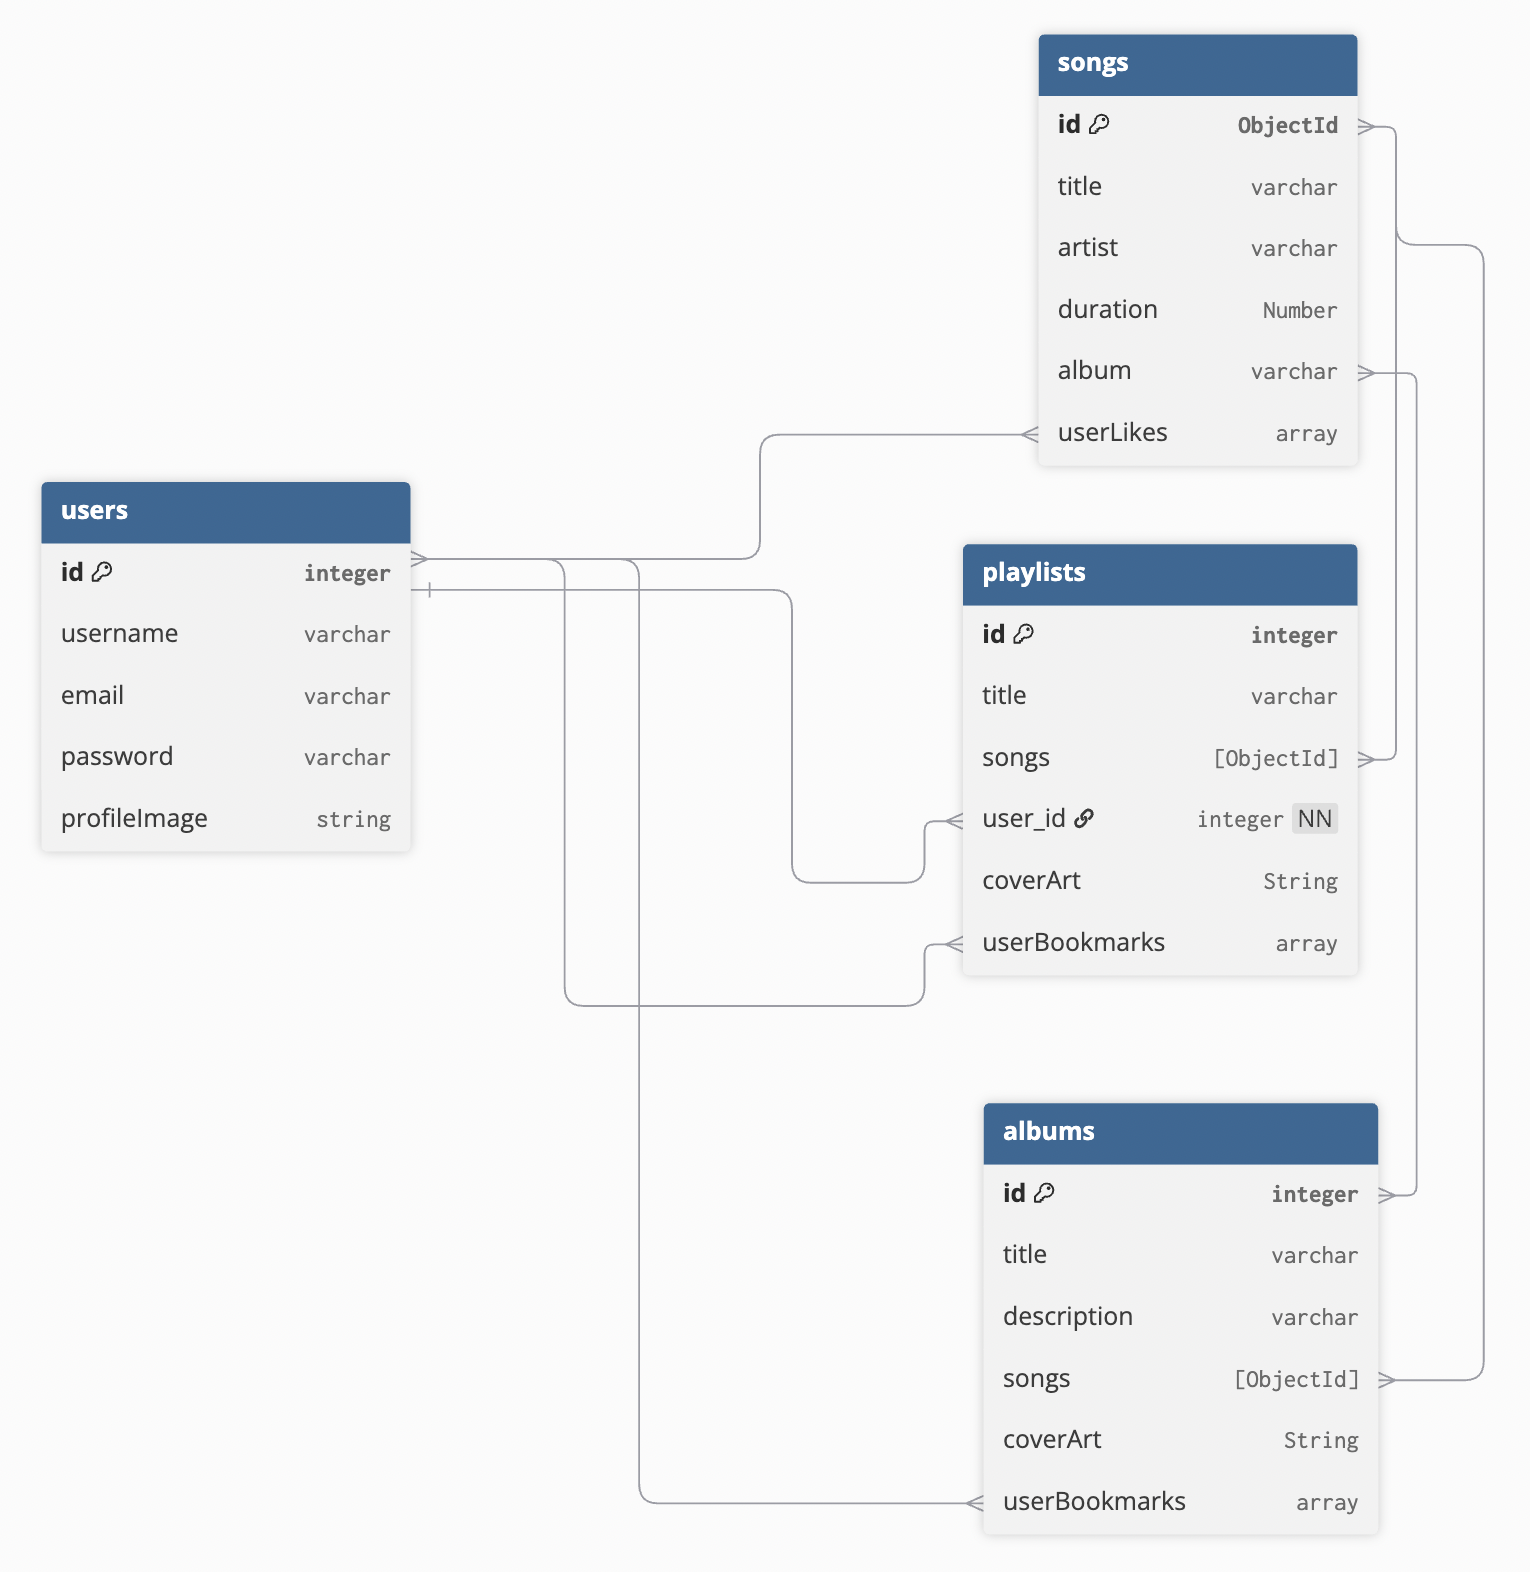 songs
id ObjectId
title varchar
artist varchar
duration Number
album varchar
userLikes array
users
id integer
username varchar
email varchar
password varchar
profileImage string
playlists
id integer
title varchar
songs [ObjectId]
user_id integer NN
coverArt String
userBookmarks array
albums
id integer
title varchar
description varchar
songs [ObjectId]
coverArt String
userBookmarks array